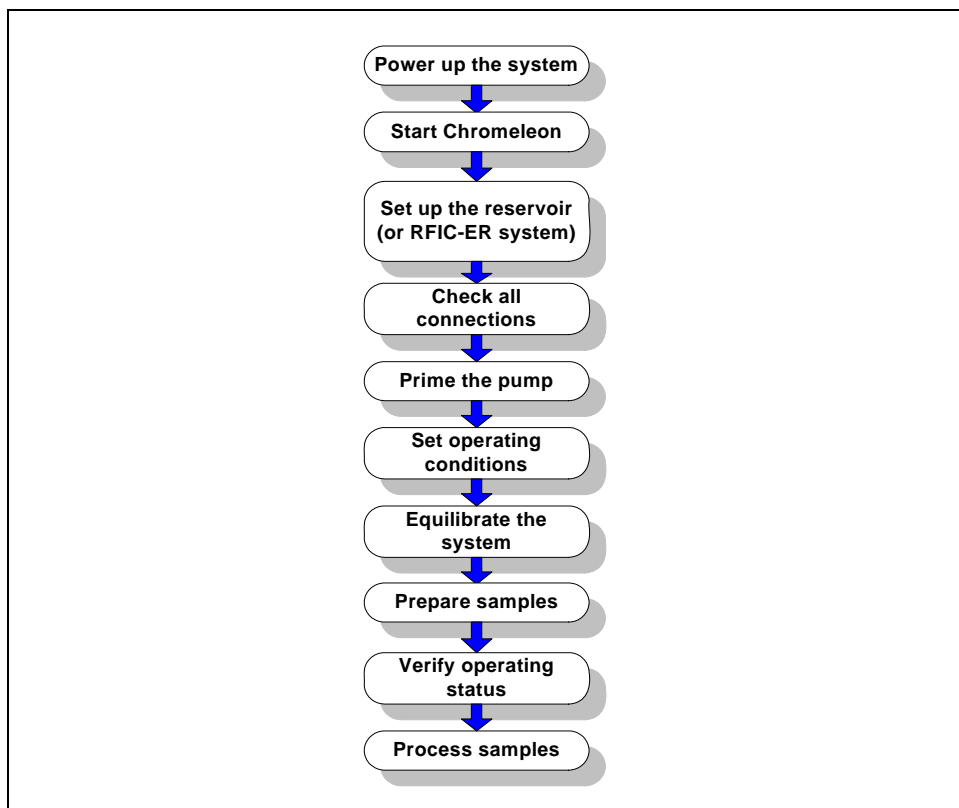 Power up the system
Start Chromeleon
Set up the reservoir
(or RFIC-ER system)
Check all
connections
Prime the pump
Set operating
conditions
Equilibrate the
system
Prepare samples
Verify operating
status
Process samples